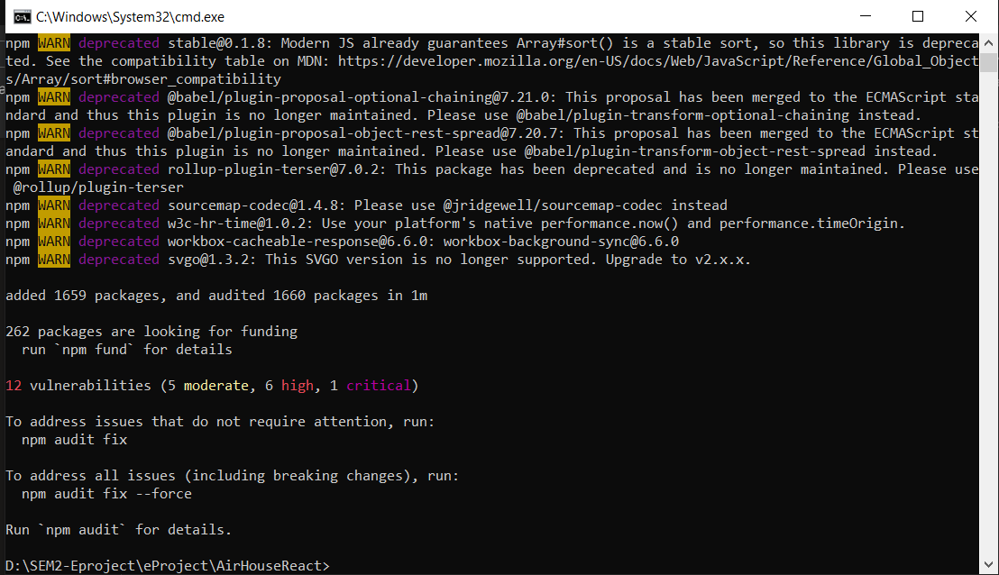 C:\Windows\System32\cmd.exe
npm WARN deprecated stable@0.1.8: Modern JS already guarantees Array#sort() is a stable sort, so this library is depreca
ted. See the compatibility table on MDN: https://developer.mozilla.org/en-US/docs/Web/JavaScript/Reference/Global_Object
s/Array/sort#browser_compatibility
npm WARN deprecated @babel/plugin-proposal-optional-chaining@7.21.0: This proposal has been merged to the ECMAScript sta
ndard and thus this plugin is no longer maintained. Please use @babel/plugin-transform-optional-chaining instead.
npm WARN deprecated @babel/plugin-proposal-object-rest-spread@7.20.7: This proposal has been merged to the ECMAScript st
andard and thus this plugin is no longer maintained. Please use @babel/plugin-transform-object-rest-spread instead.
npm WARN deprecated rollup-plugin-terser@7.0.2: This package has been deprecated and is no longer maintained. Please use
 @rollup/plugin-terser
npm WARN deprecated sourcemap-codec@1.4.8: Please use @jridgewell/sourcemap-codec instead
npm WARN deprecated w3c-hr-time@1.0.2: Use your platform's native performance.now() and performance.timeOrigin.
npm WARN deprecated workbox-cacheable-response@6.6.0: workbox-background-sync@6.6.0
npm WARN deprecated svgo@1.3.2: This SVGO version is no longer supported. Upgrade to v2.x.x.
added 1659 packages, and audited 1660 packages in 1m
262 packages are looking for funding
  run `npm fund` for details
12 vulnerabilities (5 moderate, 6 high, 1 critical)
To address issues that do not require attention, run:
  npm audit fix
To address all issues (including breaking changes), run:
  npm audit fix --force
Run `npm audit` for details.
D:\SEM2-Eproject\eProject\AirHouseReact>